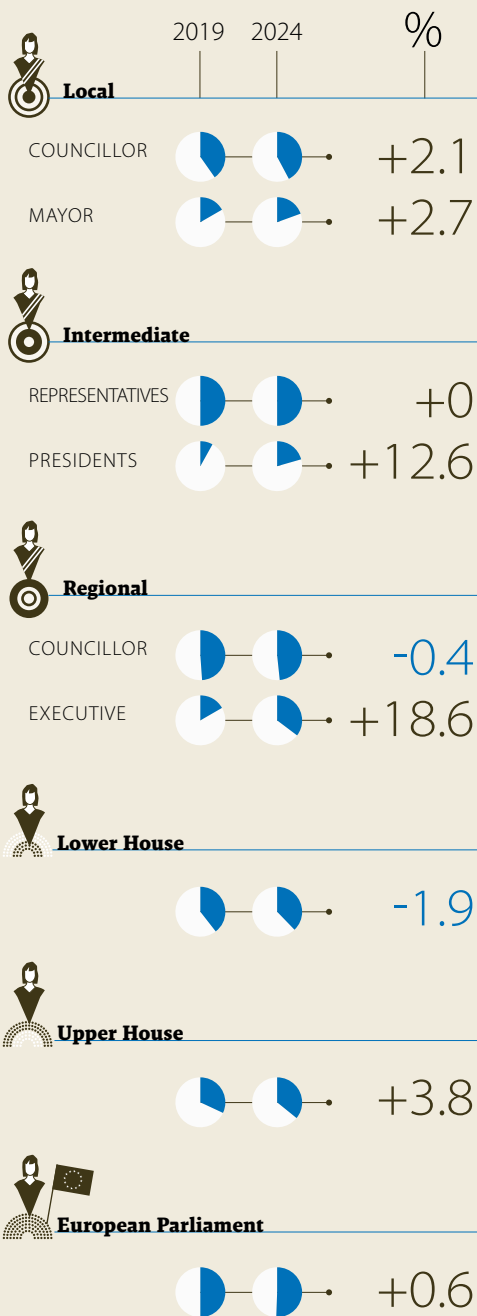 2019 2024 %
Local
COUNCILLOR +2.1
MAYOR +2.7
Intermediate
REPRESENTATIVES +0
PRESIDENTS +12.6
Regional
COUNCILLOR -0.4
EXECUTIVE +18.6
Lower House
-1.9
Upper House
+3.8
European Parliament
+0.6